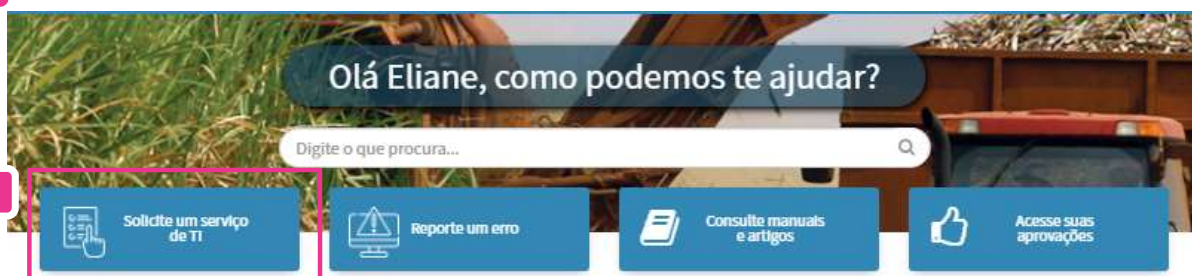 Olá Eliane, como podemos te ajudar?
Digite o que procura...
Solicite um serviço
de TI
Reporte um erro
Consulte manuais
e artigos
Acesse suas
aprovações